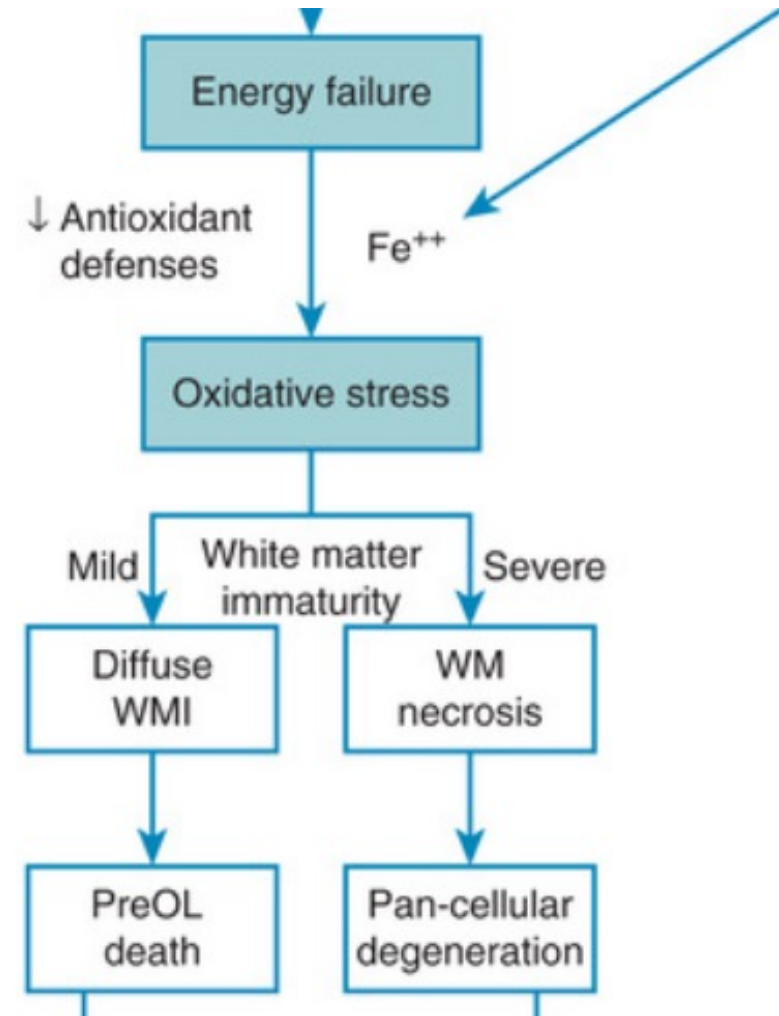 Energy failure
↓ Antioxidant
defenses
Fe⁺⁺
Oxidative stress
Mild
White matter
immaturity
Severe
Diffuse
WMI
WM
necrosis
PreOL
death
Pan-cellular
degeneration